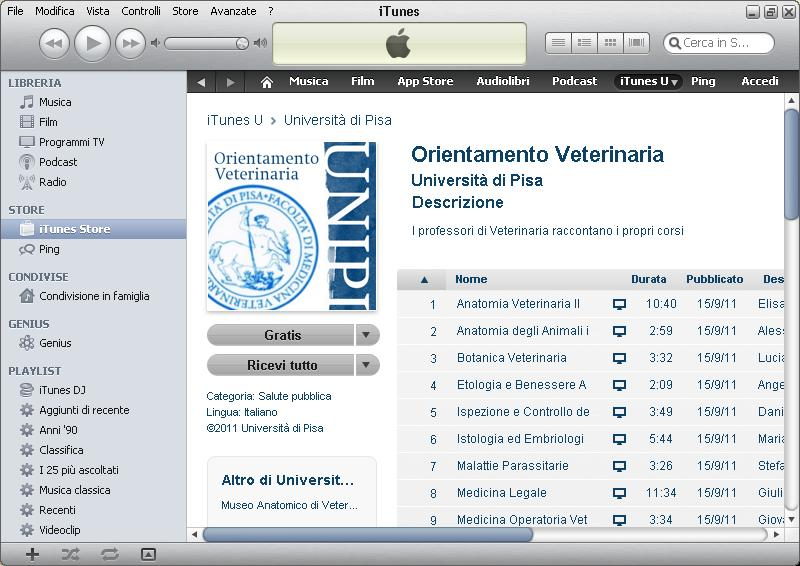 iTunes
File Modifica Vista Controlli Store Avanzate ?
Cerca in S...
Musica Film App Store Audiolibri Podcast iTunes U Ping Accedi
LIBRERIA
Musica
Film
Programmi TV
Podcast
Radio
STORE
iTunes Store
Ping
CONDIVISE
Condivisione in famiglia
GENIUS
Genius
PLAYLIST
iTunes DJ
Aggiunti di recente
Anni '90
Classifica
I 25 più ascoltati
Musica classica
Recenti
Videoclip
iTunes U > Università di Pisa
Orientamento
Veterinaria
UNIPI
DI PISA•FACOLTÀ DI MEDICINA
Gratis
Ricevi tutto
Categoria: Salute pubblica
Lingua: Italiano
©2011 Università di Pisa
Altro di Universit...
Museo Anatomico di Veter...
Orientamento Veterinaria
Università di Pisa
Descrizione
I professori di Veterinaria raccontano i propri corsi
Nome Durata Pubblicato Des
1 Anatomia Veterinaria II 10:40 15/9/11 Elisa
2 Anatomia degli Animali i 2:59 15/9/11 Aless
3 Botanica Veterinaria 3:32 15/9/11 Lucia
4 Etologia e Benessere A 2:09 15/9/11 Ange
5 Ispezione e Controllo de 3:49 15/9/11 Dani
6 Istologia ed Embriologi 5:44 15/9/11 Maria
7 Malattie Parassitarie 3:26 15/9/11 Stefa
8 Medicina Legale 11:34 15/9/11 Giuli
9 Medicina Operatoria Vet 3:34 15/9/11 Giova